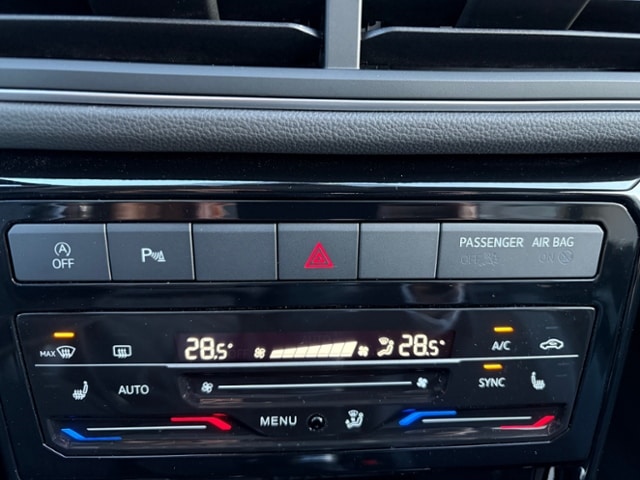 A
OFF
P
PASSENGER AIR BAG
OFF ON
28.5° 28.5°
A/C
MAX
AUTO
SYNC
MENU